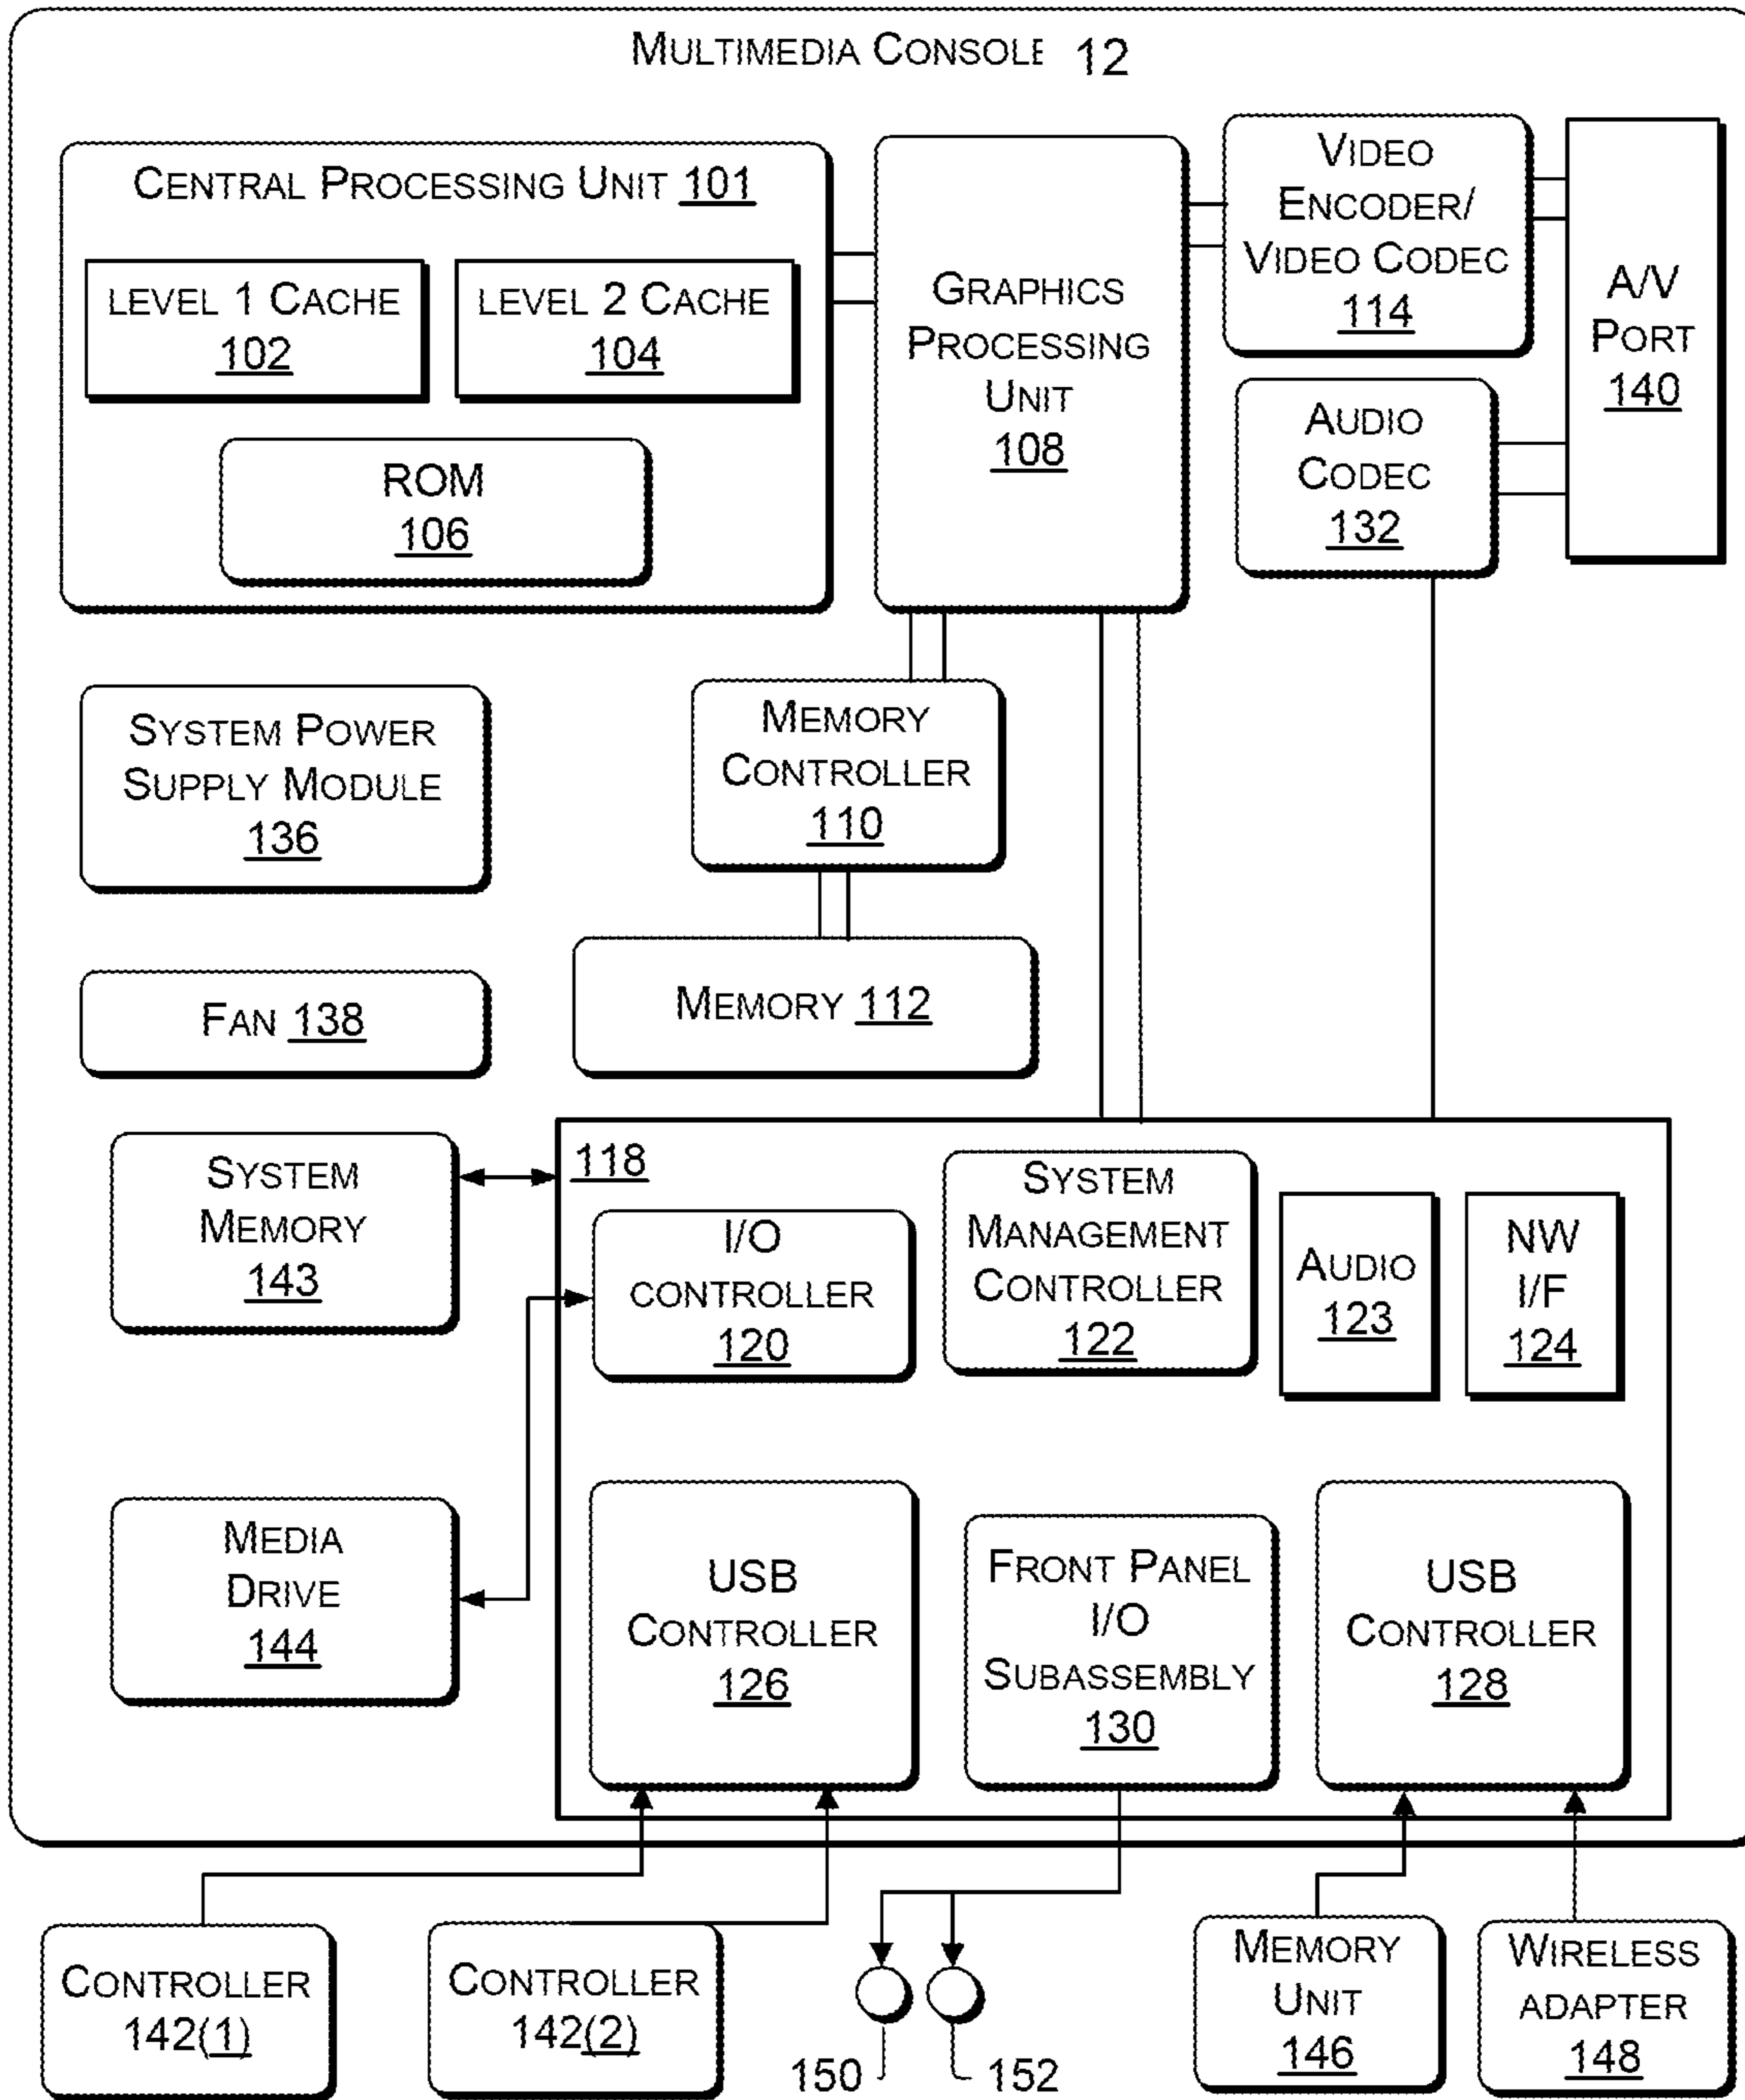 MULTIMEDIA CONSOLE 12
CENTRAL PROCESSING UNIT 101
LEVEL 1 CACHE
102
LEVEL 2 CACHE
104
ROM
106
GRAPHICS
PROCESSING
UNIT
108
VIDEO
ENCODER/
VIDEO CODEC
114
A/V
PORT
140
AUDIO
CODEC
132
SYSTEM POWER
SUPPLY MODULE
136
MEMORY
CONTROLLER
110
FAN 138
MEMORY 112
SYSTEM
MEMORY
143
118
I/O
CONTROLLER
120
SYSTEM
MANAGEMENT
CONTROLLER
122
AUDIO
123
NW
I/F
124
MEDIA
DRIVE
144
USB
CONTROLLER
126
FRONT PANEL
I/O
SUBASSEMBLY
130
USB
CONTROLLER
128
CONTROLLER
142(1)
CONTROLLER
142(2)
150
152
MEMORY
UNIT
146
WIRELESS
ADAPTER
148